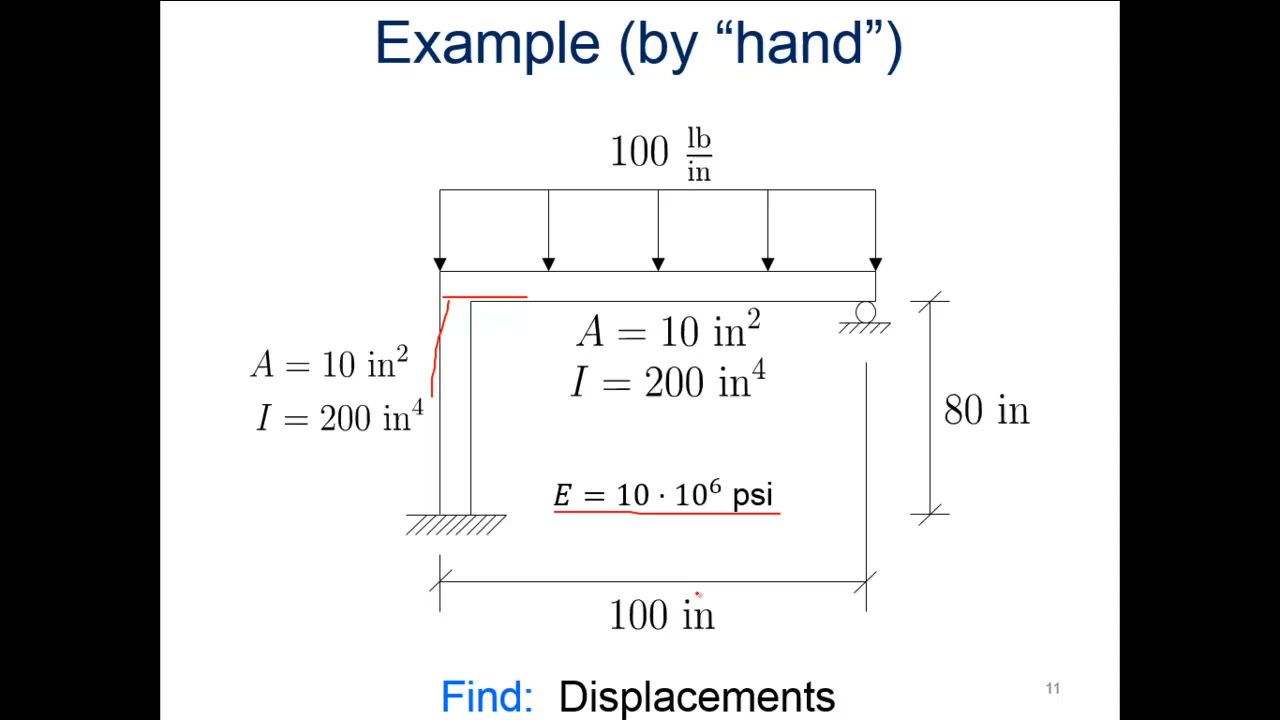 Example (by “hand”)
100 lb/in
A = 10 in²
I = 200 in⁴
A = 10 in²
I = 200 in⁴
80 in
E = 10 · 10⁶ psi
100 in
Find: Displacements
11